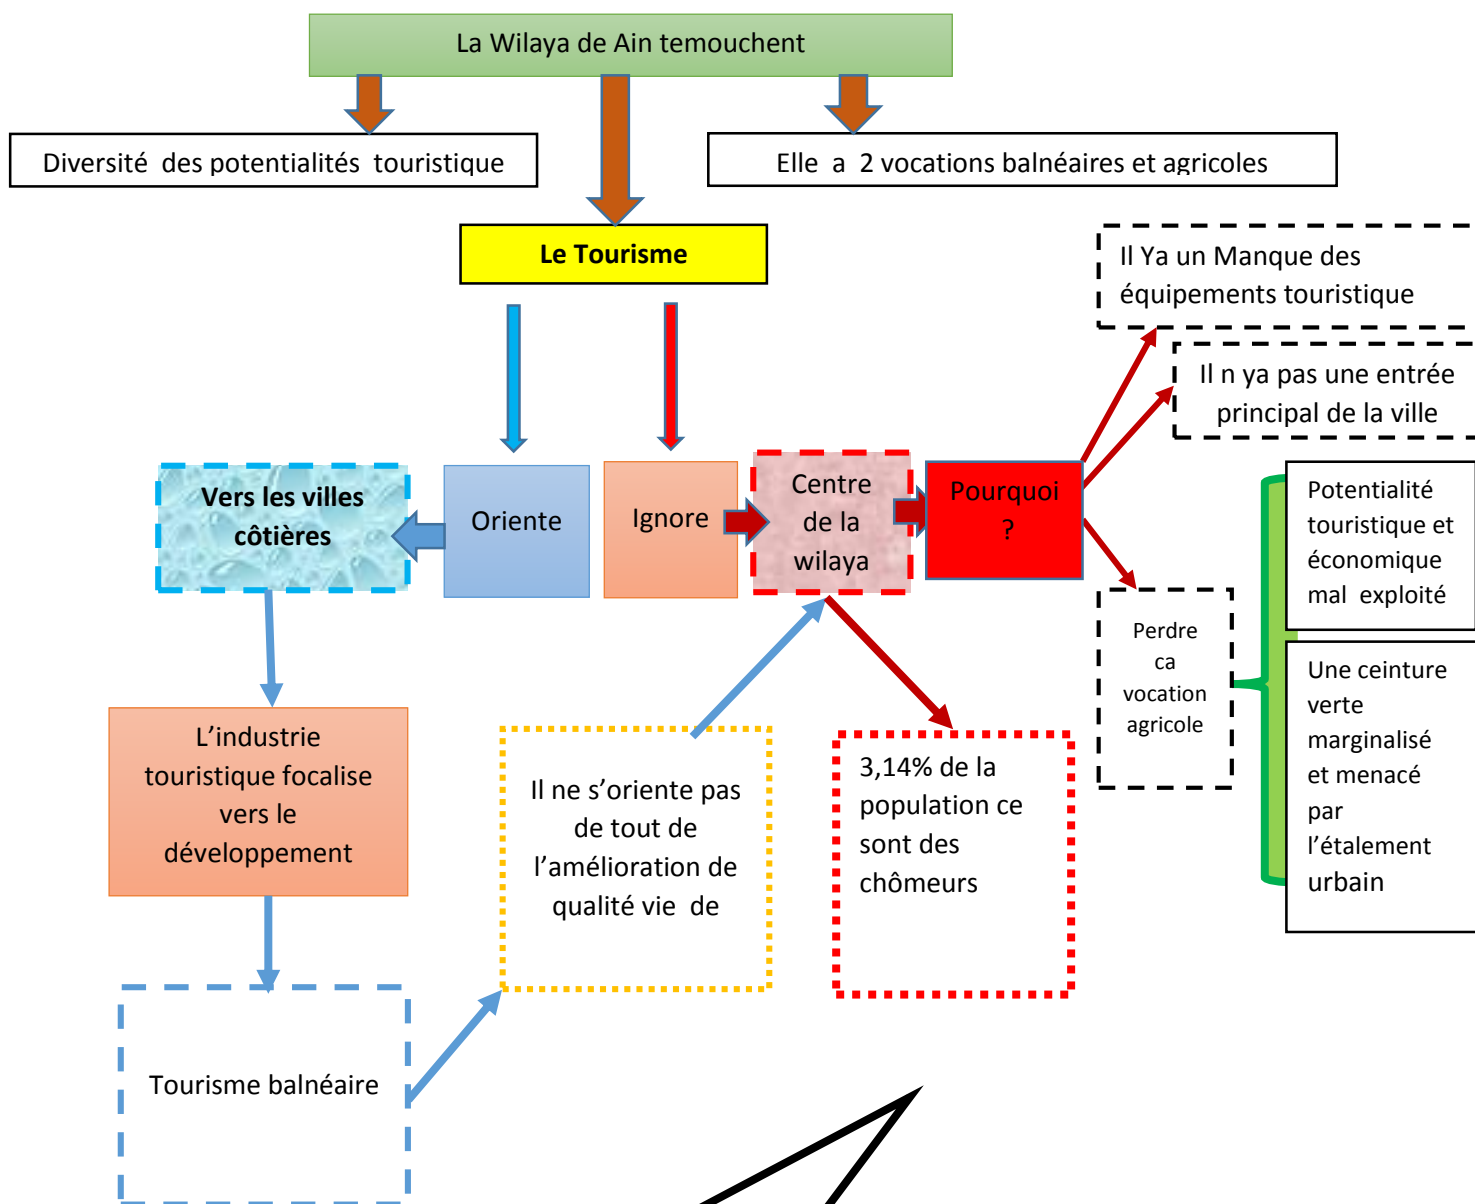 La Wilaya de Ain temouchent
Diversité des potentialités touristique
Elle a 2 vocations balnéaires et agricoles
Le Tourisme
Il Ya un Manque des
équipements touristique
Il n ya pas une entrée
principal de la ville
Vers les villes
côtières
Oriente
Ignore
Centre
de la
wilaya
Pourquoi
?
Potentialité
touristique et
économique
mal exploité
Perdre
ca
vocation
agricole
Une ceinture
verte
marginalisé
et menacé
par
l’étalement
urbain
L’industrie
touristique focalise
vers le
développement
Il ne s’oriente pas
de tout de
l’amélioration de
qualité vie de
3,14% de la
population ce
sont des
chômeurs
Tourisme balnéaire